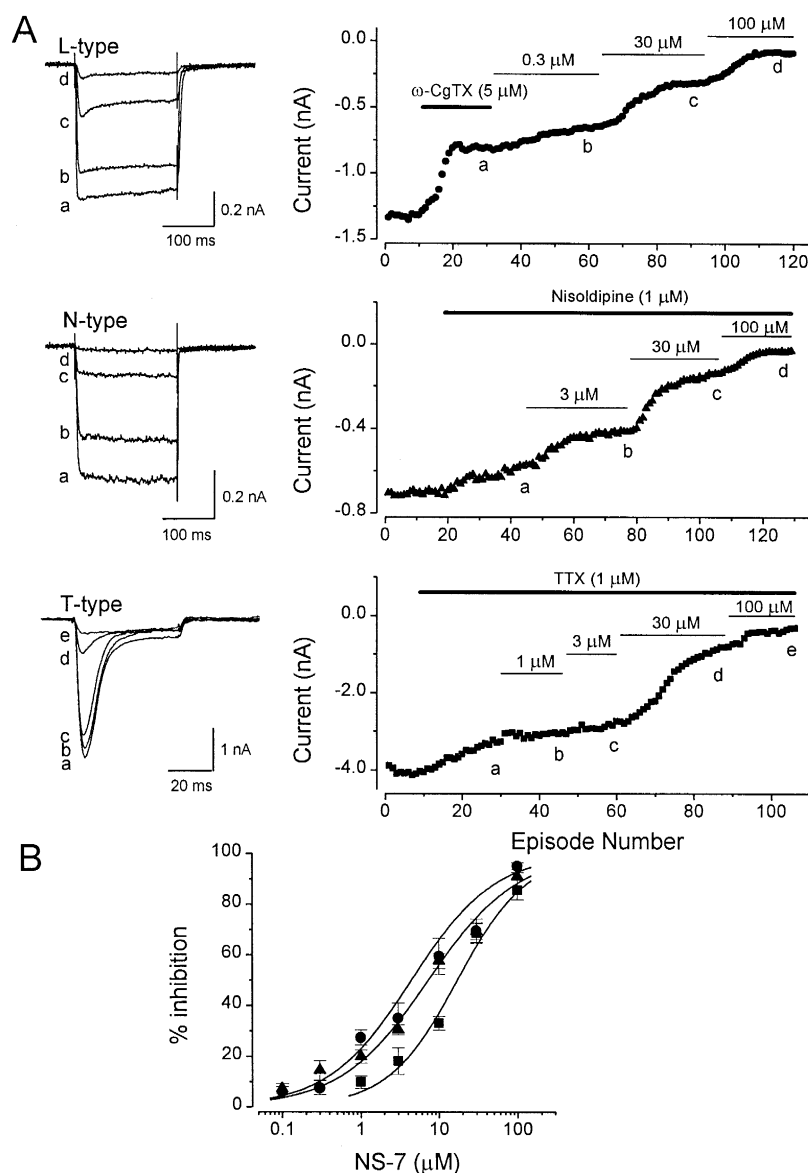 A
L-type
d
c
b
a
0.2 nA
100 ms
Current (nA)
0.0
-0.5
-1.0
-1.5
ω-CgTX (5 μM)
0.3 μM
30 μM
100 μM
a
b
c
d
0 20 40 60 80 100 120
N-type
d
c
b
a
0.2 nA
100 ms
Current (nA)
0.0
-0.4
-0.8
Nisoldipine (1 μM)
3 μM
30 μM
100 μM
a
b
c
d
0 20 40 60 80 100 120
T-type
e
d
c
b
a
1 nA
20 ms
Current (nA)
0.0
-2.0
-4.0
TTX (1 μM)
1 μM
3 μM
30 μM
100 μM
a
b
c
d
e
0 20 40 60 80 100
Episode Number
B
% inhibition
100
80
60
40
20
0
0.1 1 10 100
NS-7 (μM)